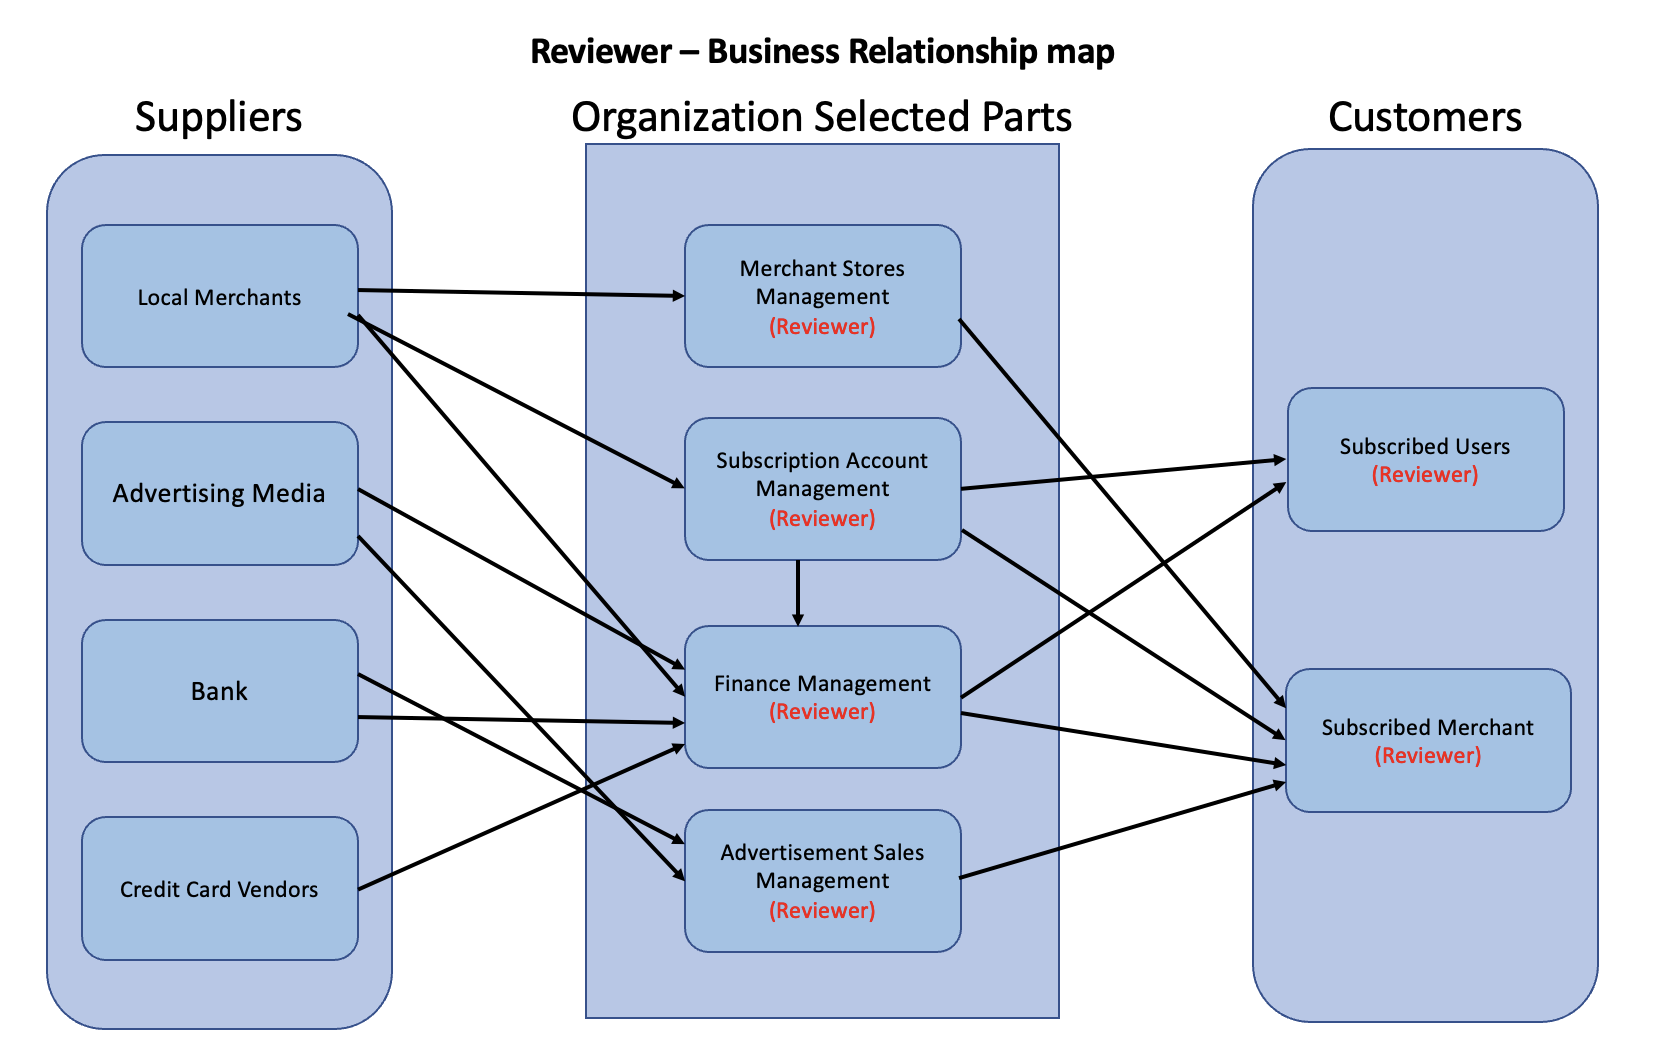 Reviewer – Business Relationship map
Suppliers
Organization Selected Parts
Customers
Local Merchants
Advertising Media
Bank
Credit Card Vendors
Merchant Stores
Management
(Reviewer)
Subscription Account
Management
(Reviewer)
Finance Management
(Reviewer)
Advertisement Sales
Management
(Reviewer)
Subscribed Users
(Reviewer)
Subscribed Merchant
(Reviewer)